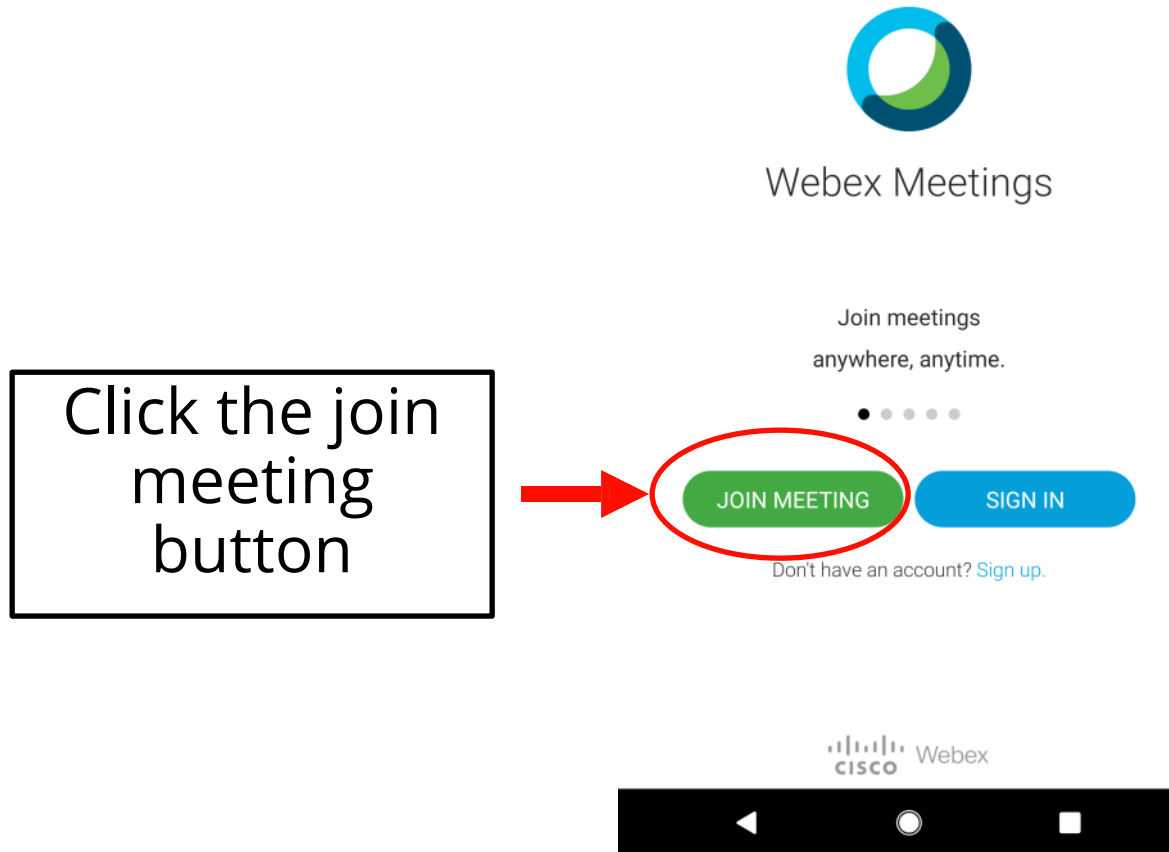 Webex Meetings
Join meetings
anywhere, anytime.
Click the join
meeting
button
JOIN MEETING
SIGN IN
Don't have an account? Sign up.
CISCO Webex